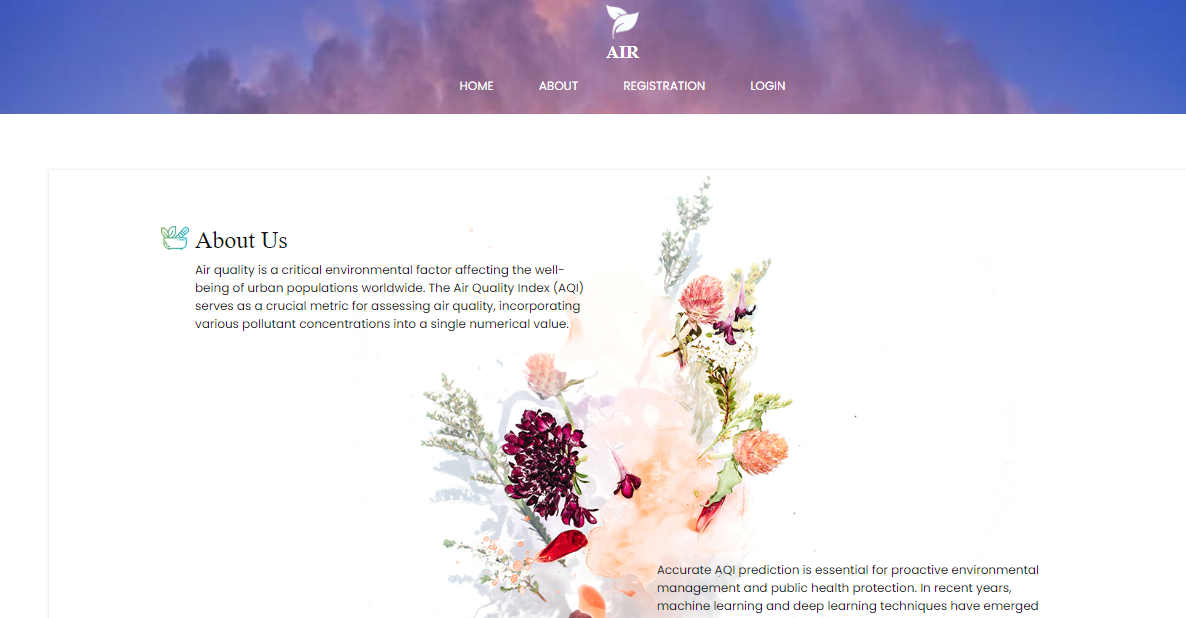 AIR
HOME ABOUT REGISTRATION LOGIN
About Us
Air quality is a critical environmental factor affecting the well-
being of urban populations worldwide. The Air Quality Index (AQI)
serves as a crucial metric for assessing air quality, incorporating
various pollutant concentrations into a single numerical value.
Accurate AQI prediction is essential for proactive environmental
management and public health protection. In recent years,
machine learning and deep learning techniques have emerged